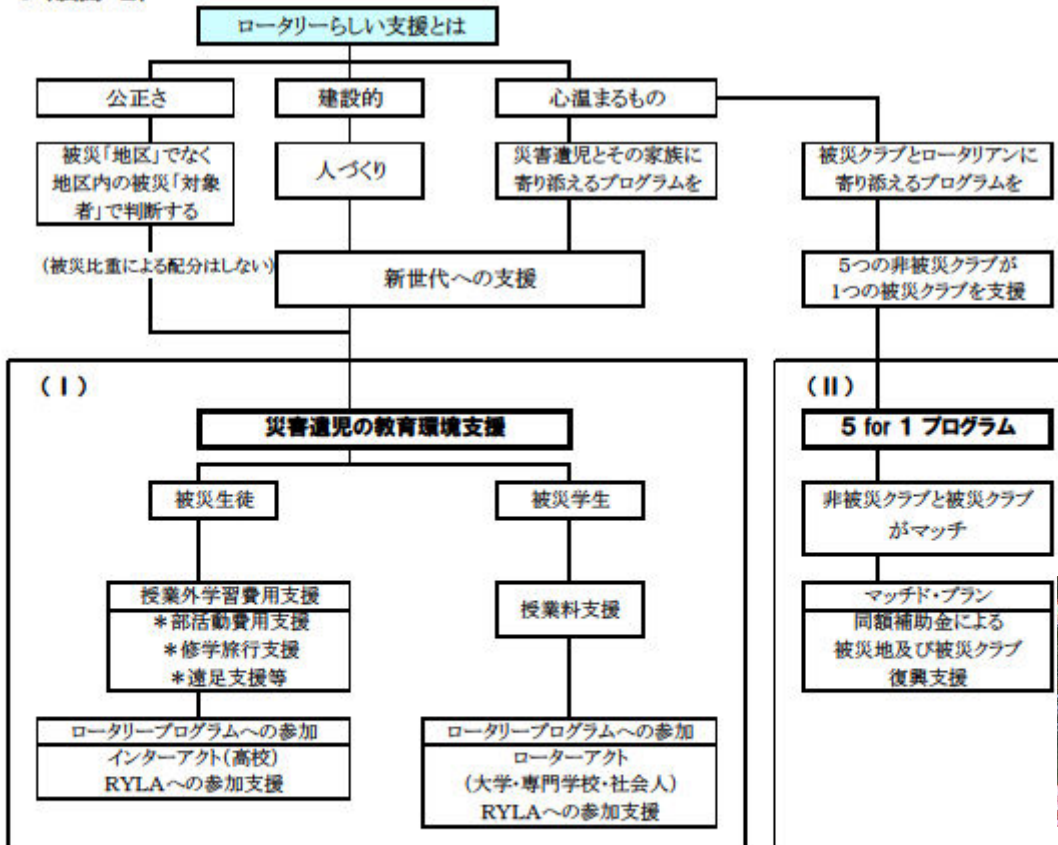 ロータリーらしい支援とは
公正さ
建設的
心温まるもの
被災「地区」でなく
地区内の被災「対象
者」で判断する
人づくり
災害遺児とその家族に
寄り添えるプログラムを
被災クラブとロータリアンに
寄り添えるプログラムを
(被災比重による配分はしない)
新世代への支援
5つの非被災クラブが
1つの被災クラブを支援
(Ⅰ)
災害遺児の教育環境支援
被災生徒
被災学生
授業外学習費用支援
＊部活動費用支援
＊修学旅行支援
＊遠足支援等
授業料支援
ロータリープログラムへの参加
インターアクト(高校)
RYLAへの参加支援
ロータリープログラムへの参加
ローターアクト
(大学・専門学校・社会人)
RYLAへの参加支援
(Ⅱ)
5 for 1 プログラム
非被災クラブと被災クラブ
がマッチ
マッチド・プラン
同額補助金による
被災地及び被災クラブ
復興支援